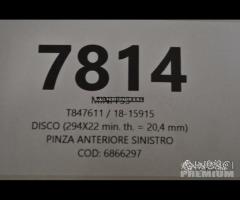 7814
T847611 / 18-15915
DISCO (294X22 min. th. = 20,4 mm)
PINZA ANTERIORE SINISTRO
COD: 6866297
PREMIUM